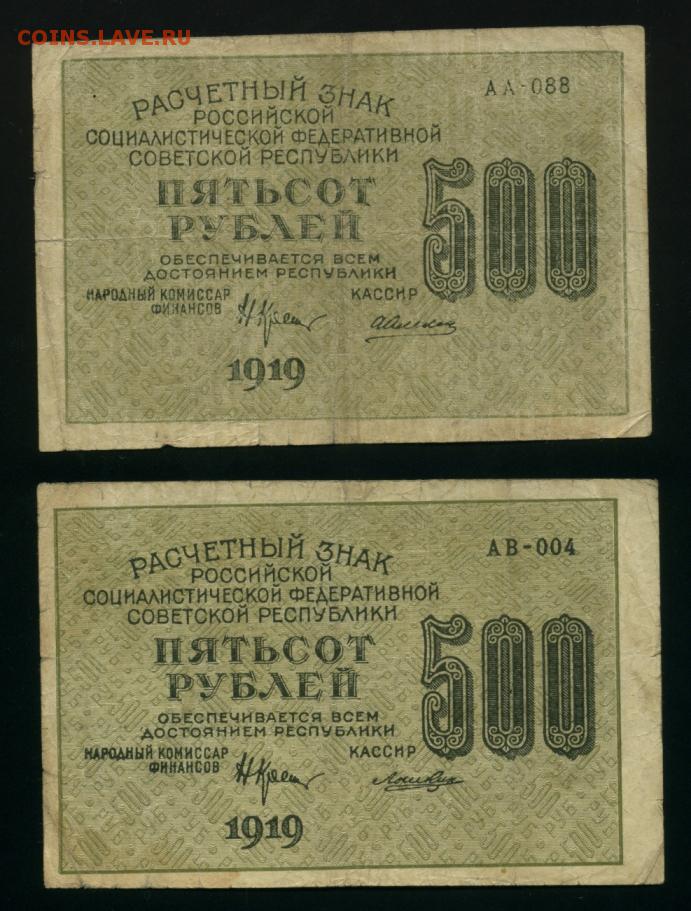 COINS.LAVE.RU
АА-088
РАСЧЕТНЫЙ ЗНАК
РОССИЙСКОЙ
СОЦИАЛИСТИЧЕСКОЙ ФЕДЕРАТИВНОЙ
СОВЕТСКОЙ РЕСПУБЛИКИ
ПЯТЬСОТ
РУБЛЕЙ
500
ОБЕСПЕЧИВАЕТСЯ ВСЕМ
ДОСТОЯНИЕМ РЕСПУБЛИКИ
НАРОДНЫЙ КОМИССАР
ФИНАНСОВ
КАССИР
1919
АВ-004
РАСЧЕТНЫЙ ЗНАК
РОССИЙСКОЙ
СОЦИАЛИСТИЧЕСКОЙ ФЕДЕРАТИВНОЙ
СОВЕТСКОЙ РЕСПУБЛИКИ
ПЯТЬСОТ
РУБЛЕЙ
500
ОБЕСПЕЧИВАЕТСЯ ВСЕМ
ДОСТОЯНИЕМ РЕСПУБЛИКИ
НАРОДНЫЙ КОМИССАР
ФИНАНСОВ
КАССИР
1919